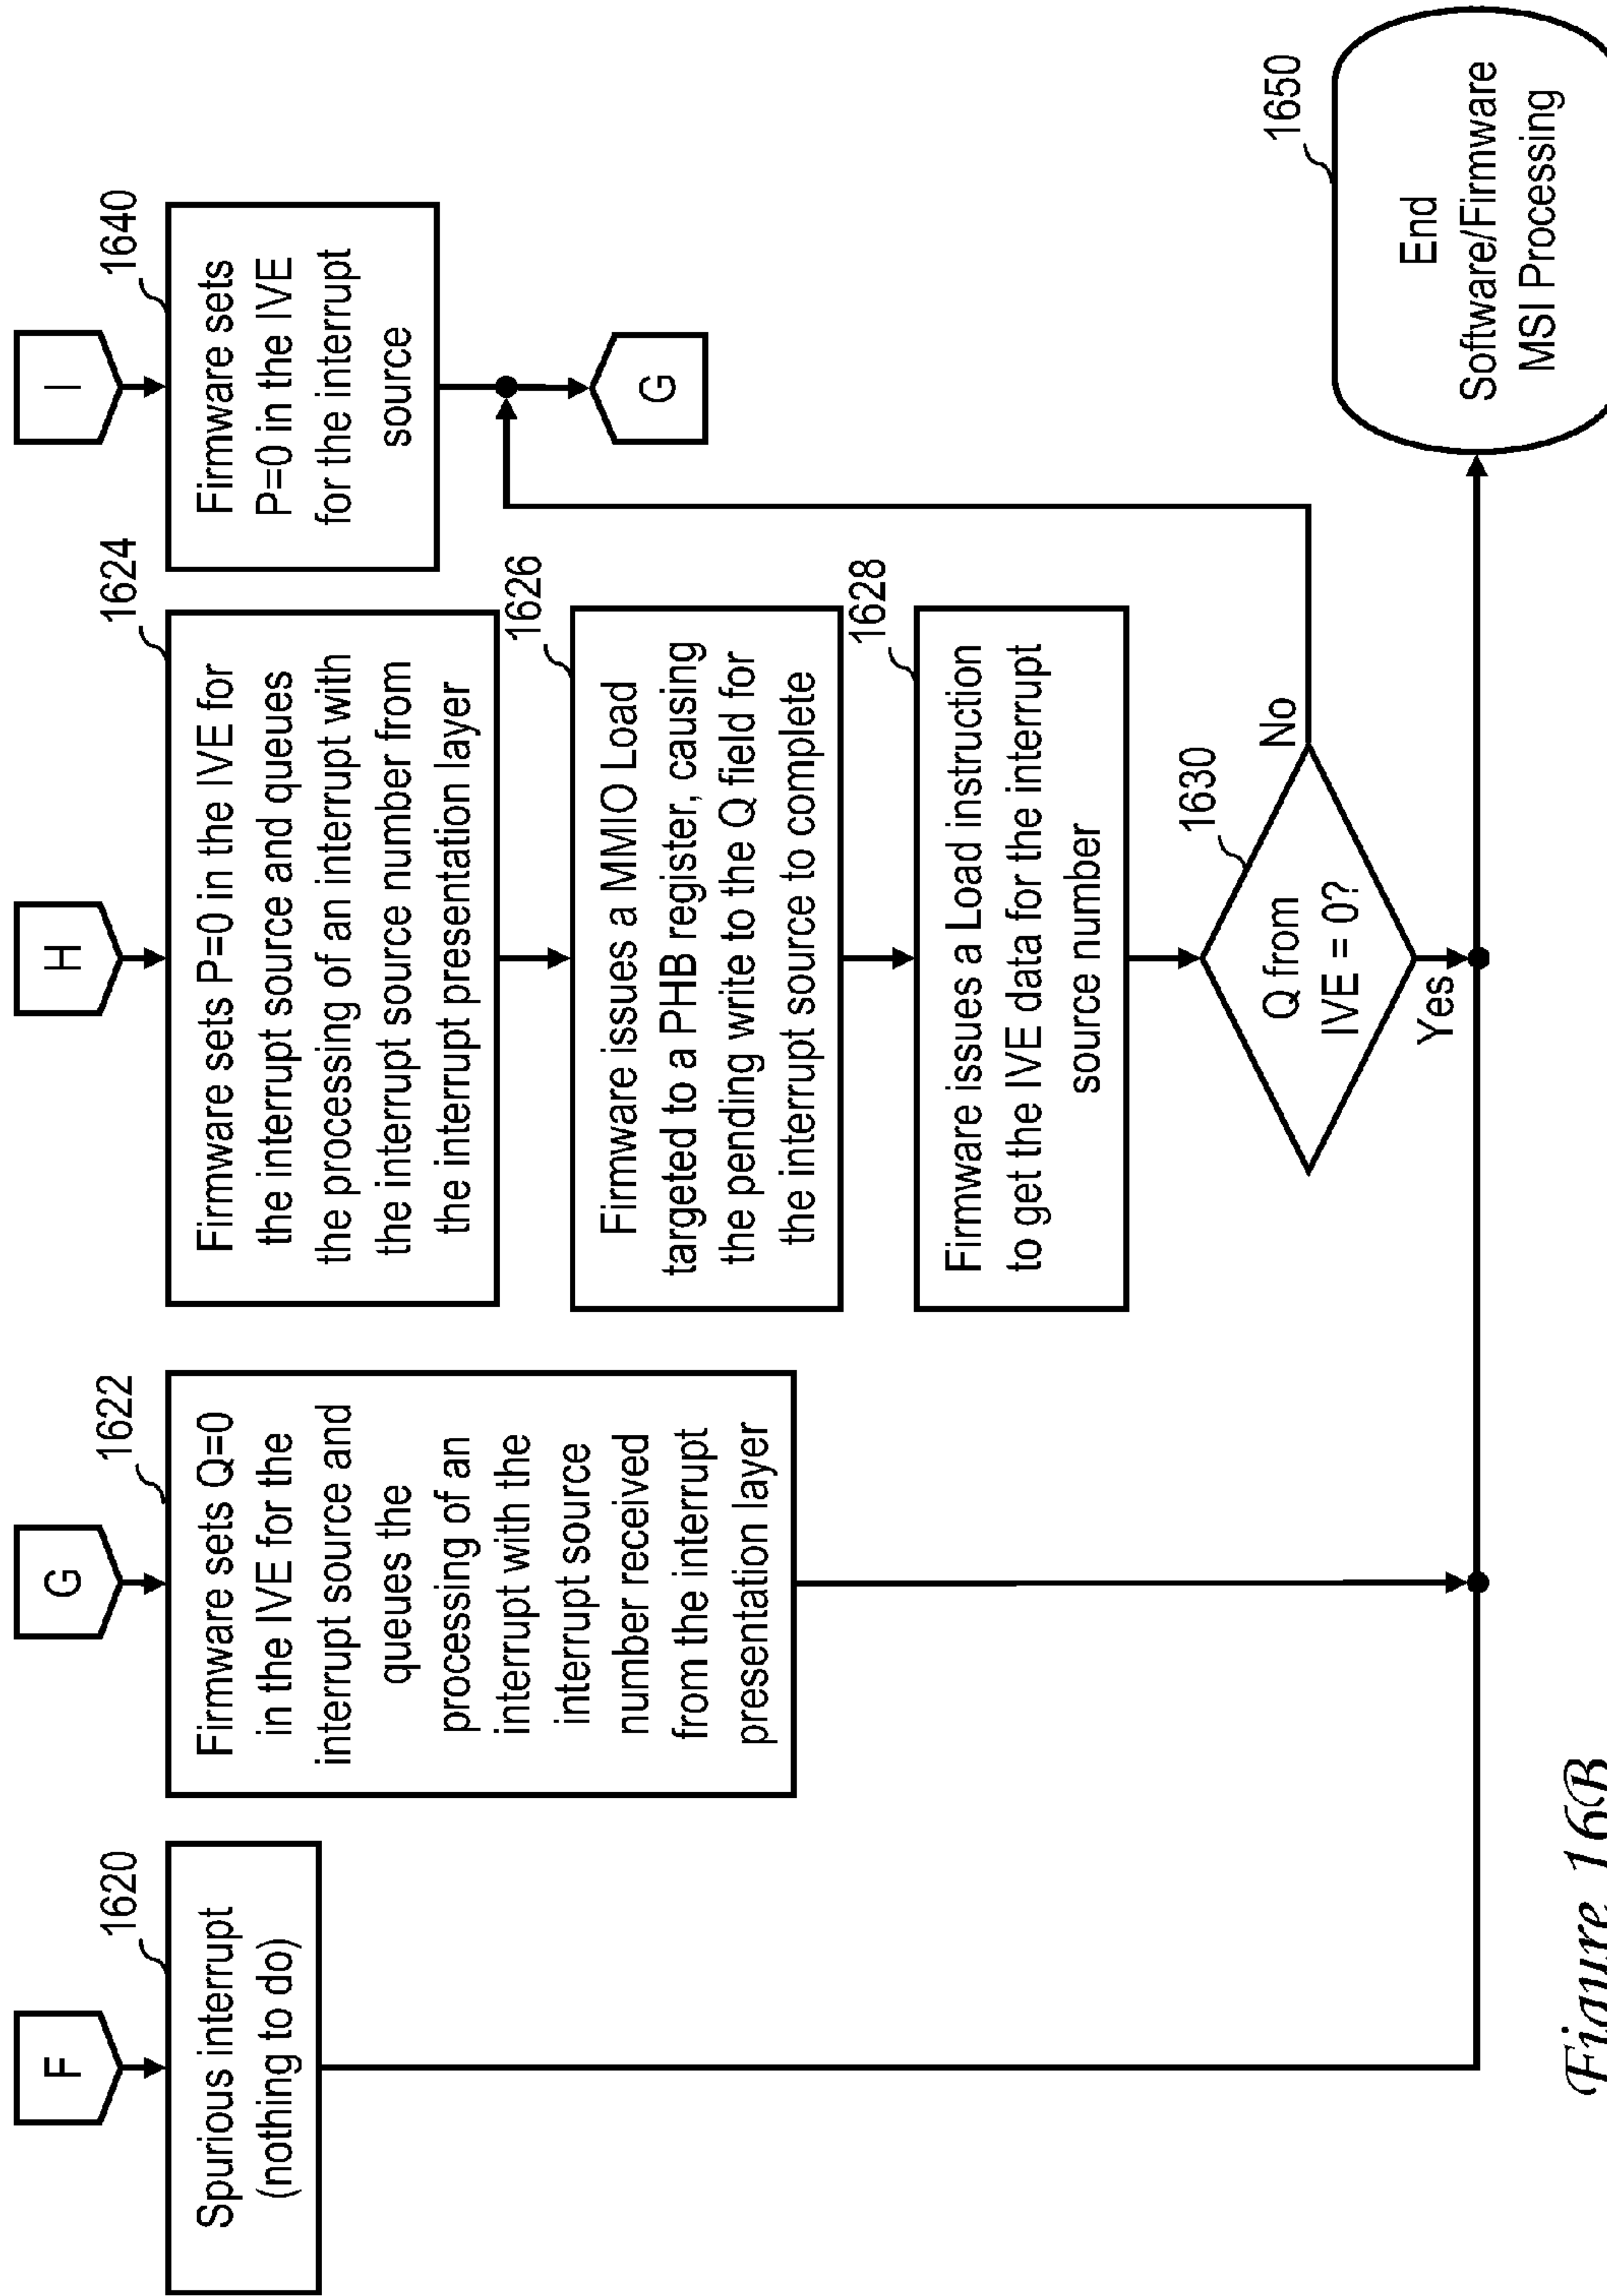 F
1620
Spurious interrupt
(nothing to do)
G
1622
Firmware sets Q=0
in the IVE for the
interrupt source and
queues the
processing of an
interrupt with the
interrupt source
number received
from the interrupt
presentation layer
H
1624
Firmware sets P=0 in the IVE for
the interrupt source and queues
the processing of an interrupt with
the interrupt source number from
the interrupt presentation layer
1626
Firmware issues a MMIO Load
targeted to a PHB register, causing
the pending write to the Q field for
the interrupt source to complete
1628
Firmware issues a Load instruction
to get the IVE data for the interrupt
source number
1630
Q from
IVE = 0?
No
Yes
I
1640
Firmware sets
P=0 in the IVE
for the interrupt
source
G
1650
End
Software/Firmware
MSI Processing
Figure 16B